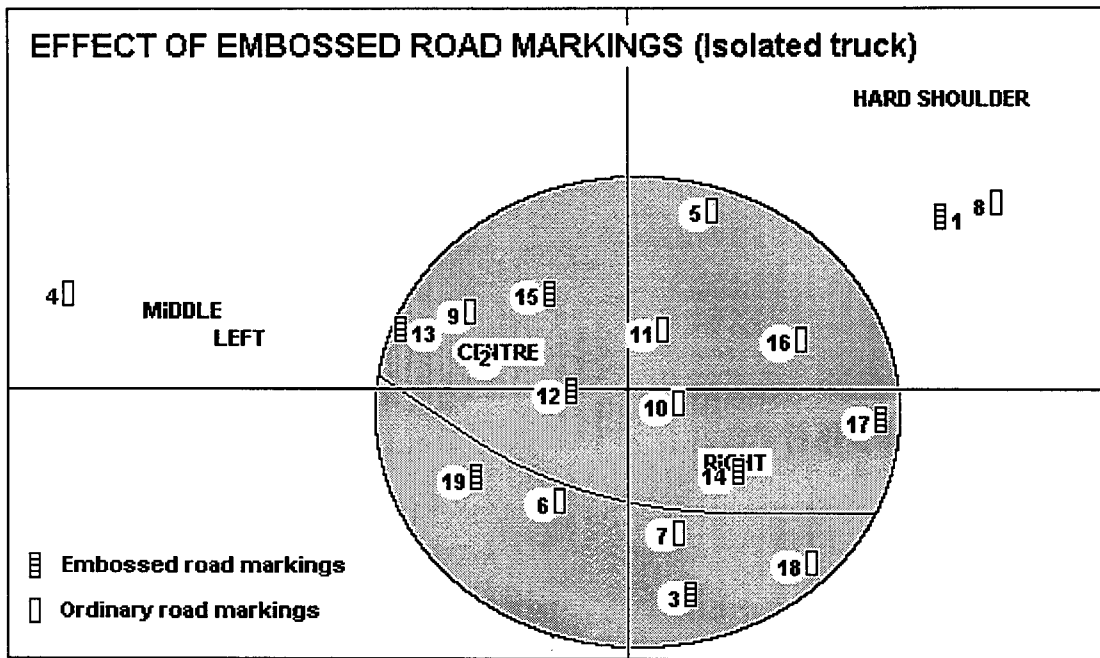 EFFECT OF EMBOSSED ROAD MARKINGS (Isolated truck)
HARD SHOULDER
5
8
1
4
MiDDLE
LEFT
15
9
13
11
16
CENTRE
2
12
10
17
RiGHT
14
19
6
7
18
3
Embossed road markings
Ordinary road markings